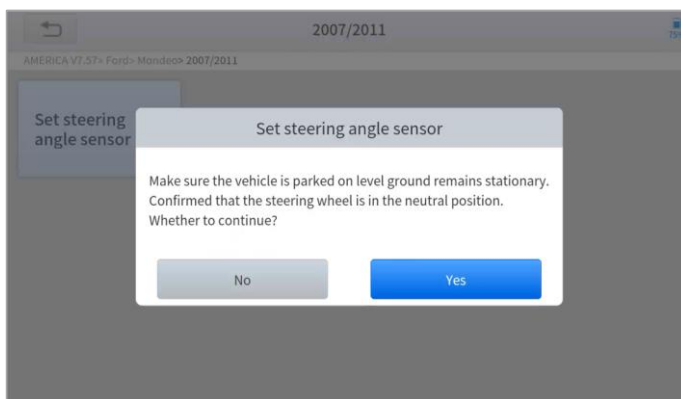 2007/2011
AMERICA V7.57> Ford> Mondeo> 2007/2011
Set steering
angle sensor
Set steering angle sensor
Make sure the vehicle is parked on level ground remains stationary.
Confirmed that the steering wheel is in the neutral position.
Whether to continue?
No
Yes